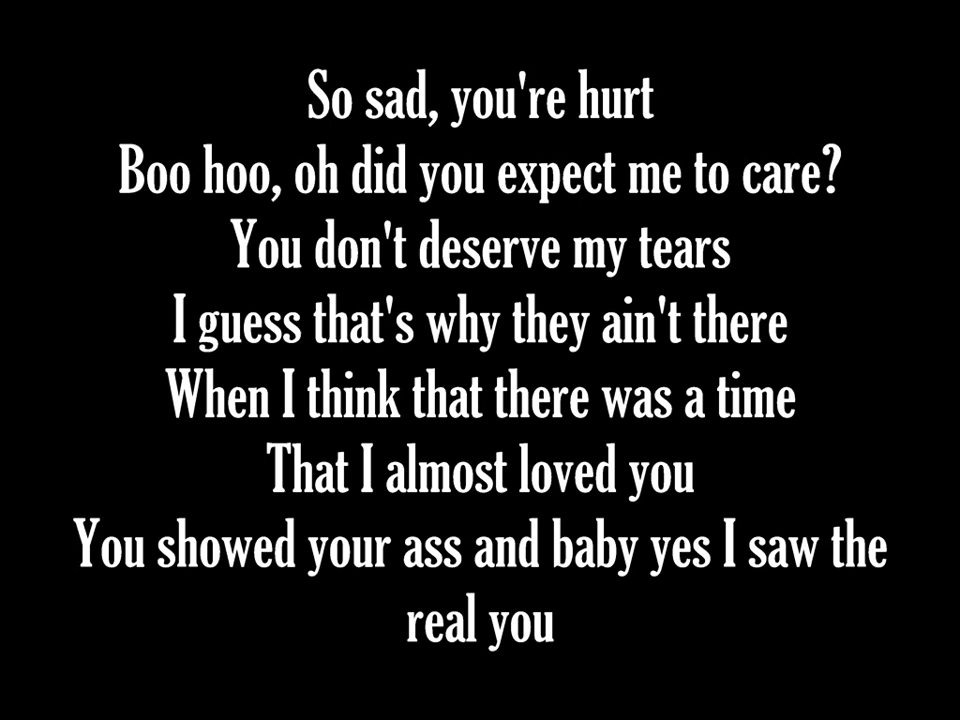 So sad, you're hurt
Boo hoo, oh did you expect me to care?
You don't deserve my tears
I guess that's why they ain't there
When I think that there was a time
That I almost loved you
You showed your ass and baby yes I saw the
real you